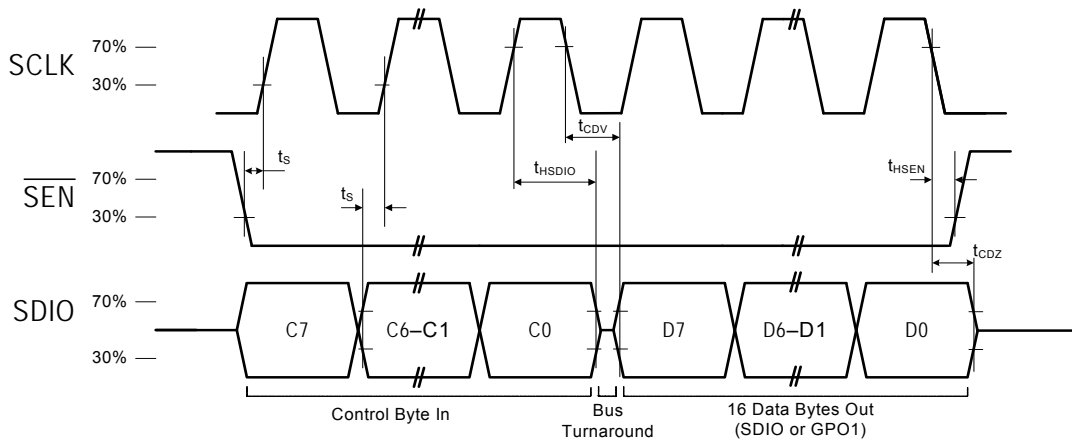 SCLK
70%
30%
SEN
70%
30%
tS
tS
tCDV
tHSDIO
tHSEN
tCDZ
SDIO
70%
30%
C7
C6–C1
C0
D7
D6–D1
D0
Control Byte In
Bus
Turnaround
16 Data Bytes Out
(SDIO or GPO1)